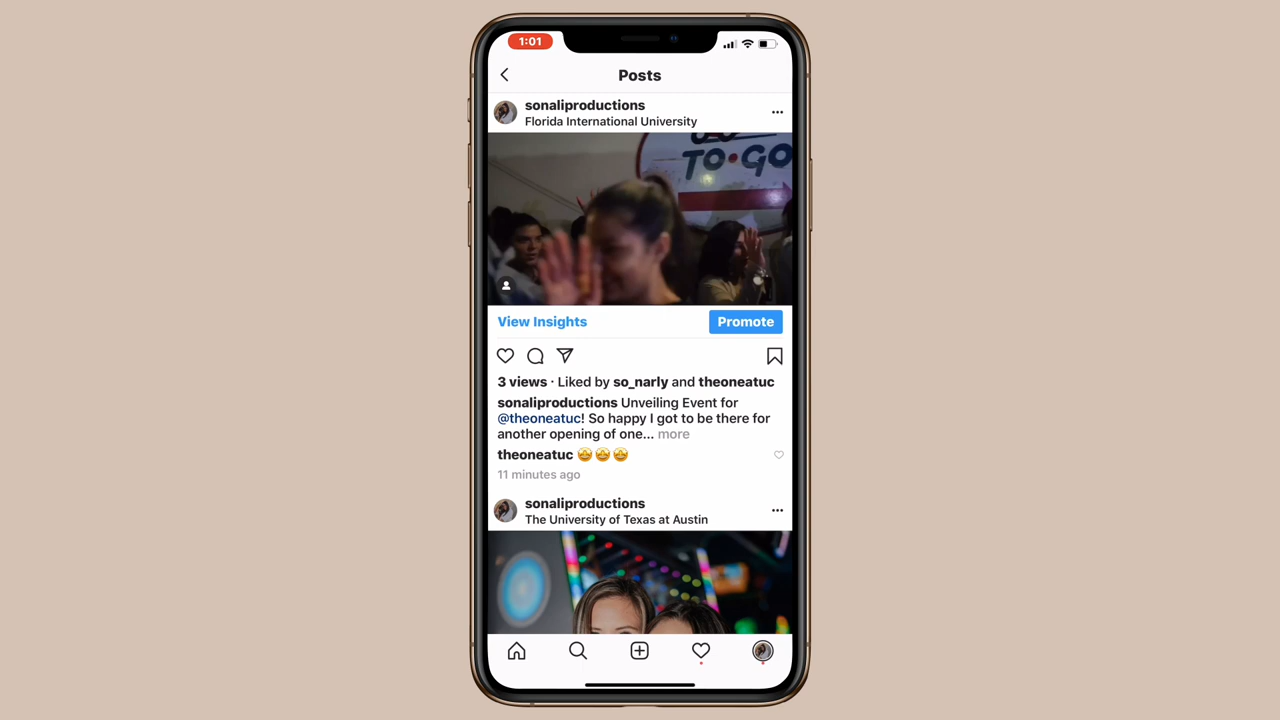 1:01
Posts
sonaliproductions
Florida International University
TO•GO
View Insights
Promote
3 views · Liked by so_narly and theoneatuc
sonaliproductions Unveiling Event for
@theoneatuc! So happy I got to be there for
another opening of one... more
theoneatuc 🤩🤩🤩
11 minutes ago
sonaliproductions
The University of Texas at Austin